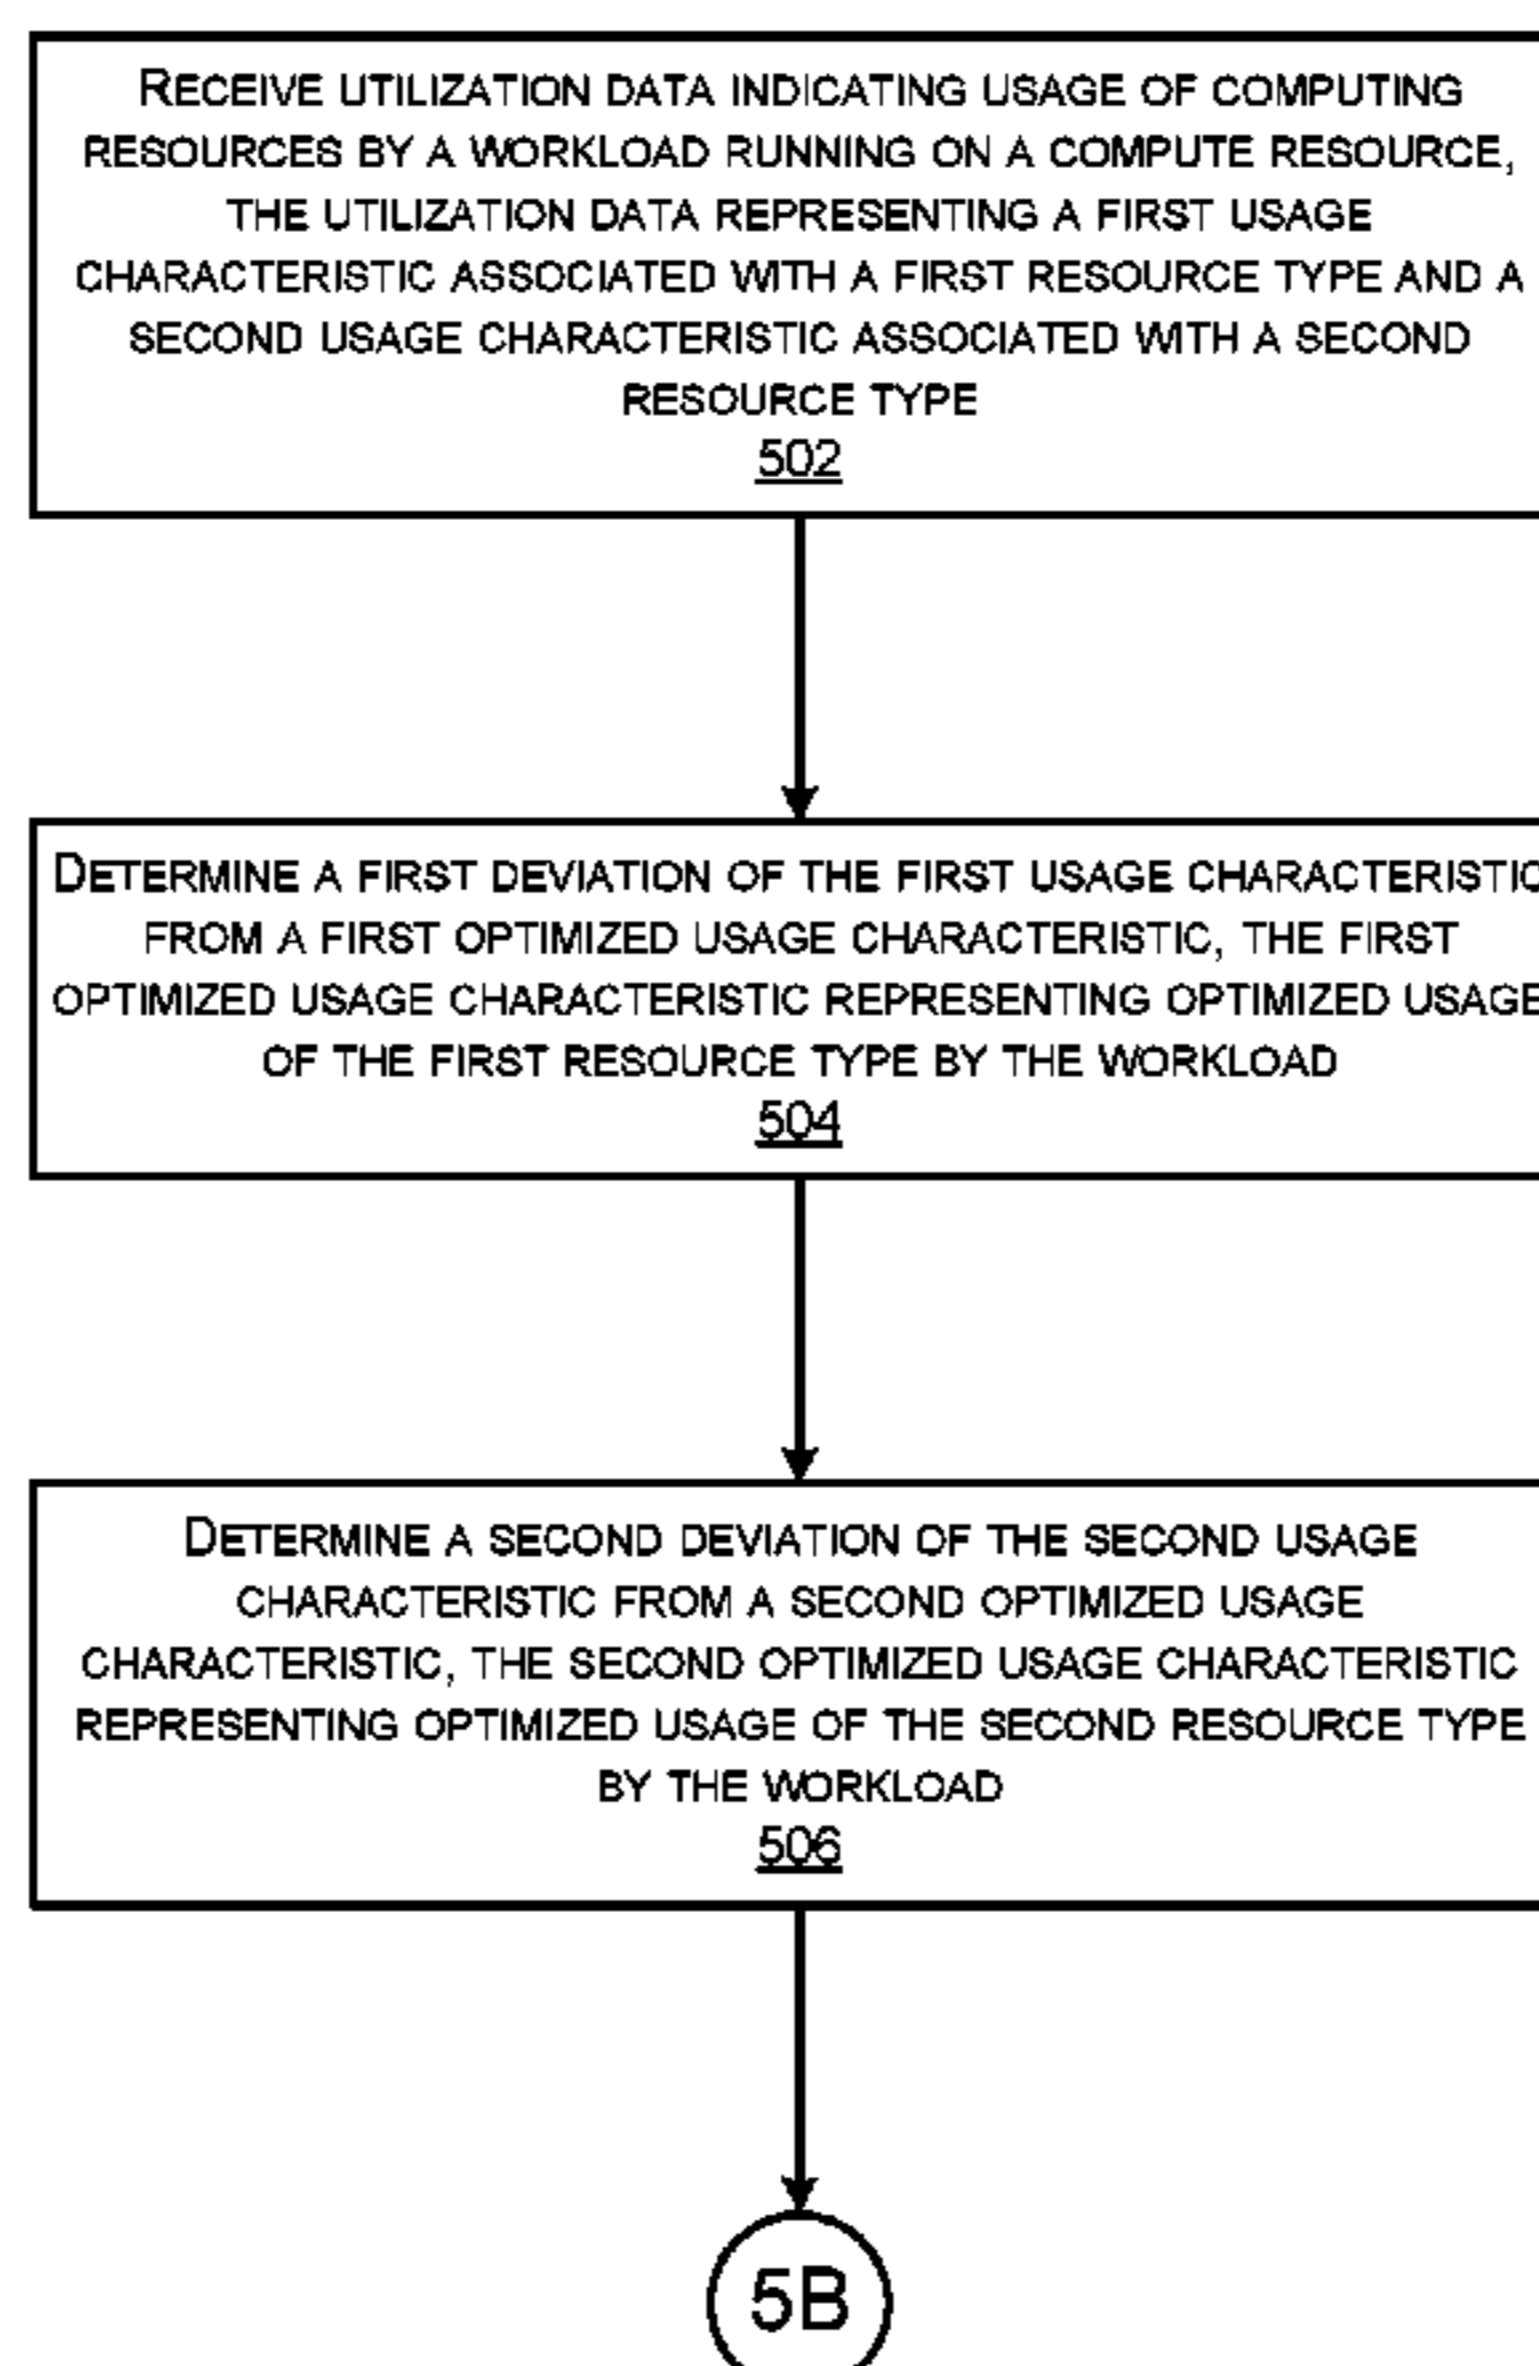 RECEIVE UTILIZATION DATA INDICATING USAGE OF COMPUTING
RESOURCES BY A WORKLOAD RUNNING ON A COMPUTE RESOURCE,
THE UTILIZATION DATA REPRESENTING A FIRST USAGE
CHARACTERISTIC ASSOCIATED WITH A FIRST RESOURCE TYPE AND A
SECOND USAGE CHARACTERISTIC ASSOCIATED WITH A SECOND
RESOURCE TYPE
502
DETERMINE A FIRST DEVIATION OF THE FIRST USAGE CHARACTERISTIC
FROM A FIRST OPTIMIZED USAGE CHARACTERISTIC, THE FIRST
OPTIMIZED USAGE CHARACTERISTIC REPRESENTING OPTIMIZED USAGE
OF THE FIRST RESOURCE TYPE BY THE WORKLOAD
504
DETERMINE A SECOND DEVIATION OF THE SECOND USAGE
CHARACTERISTIC FROM A SECOND OPTIMIZED USAGE
CHARACTERISTIC, THE SECOND OPTIMIZED USAGE CHARACTERISTIC
REPRESENTING OPTIMIZED USAGE OF THE SECOND RESOURCE TYPE
BY THE WORKLOAD
506
5B